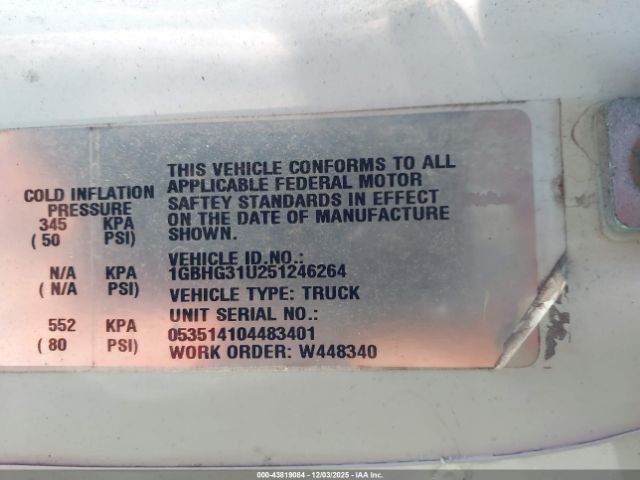 COLD INFLATION
PRESSURE
345 KPA
( 50 PSI)
N/A KPA
( N/A PSI)
552 KPA
( 80 PSI)
THIS VEHICLE CONFORMS TO ALL
APPLICABLE FEDERAL MOTOR
SAFTEY STANDARDS IN EFFECT
ON THE DATE OF MANUFACTURE
SHOWN.
VEHICLE ID.NO.:
1GBHG31U251246264
VEHICLE TYPE: TRUCK
UNIT SERIAL NO.:
053514104483401
WORK ORDER: W448340
000-43819084 - 12/03/2025 - IAA Inc.